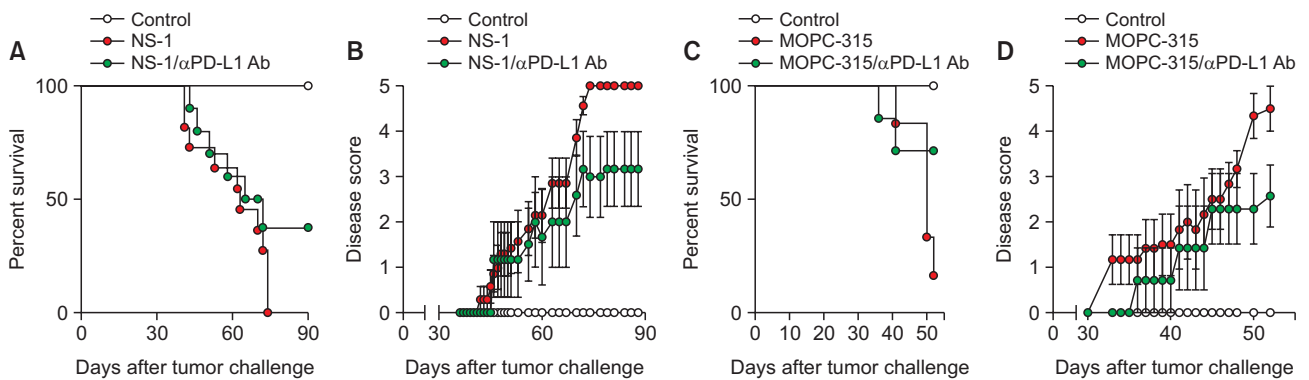 A
Control
NS-1
NS-1/αPD-L1 Ab
Percent survival
100
50
0
0 30 60 90
Days after tumor challenge
B
Control
NS-1
NS-1/αPD-L1 Ab
Disease score
5
4
3
2
1
0
0 30 60 90
Days after tumor challenge
C
Control
MOPC-315
MOPC-315/αPD-L1 Ab
Percent survival
100
50
0
0 10 20 30 40 50
Days after tumor challenge
D
Control
MOPC-315
MOPC-315/αPD-L1 Ab
Disease score
5
4
3
2
1
0
0 30 40 50
Days after tumor challenge